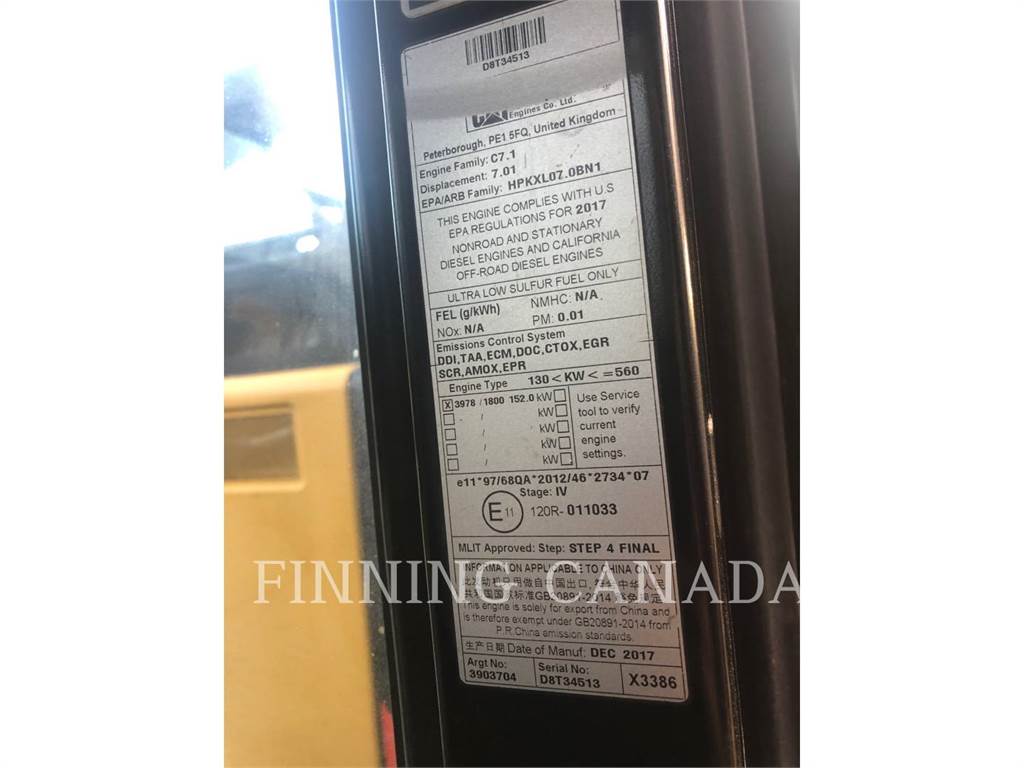 D8T34513
CAT
Engines Co. Ltd.
Peterborough, PE1 5FQ, United Kingdom
Engine Family: C7.1
Displacement: 7.01
EPA/ARB Family: HPKXL07.0BN1
THIS ENGINE COMPLIES WITH U.S
EPA REGULATIONS FOR 2017
NONROAD AND STATIONARY
DIESEL ENGINES AND CALIFORNIA
OFF-ROAD DIESEL ENGINES
ULTRA LOW SULFUR FUEL ONLY
FEL (g/kWh) NMHC: N/A
NOx: N/A PM: 0.01
Emissions Control System
DDI,TAA,ECM,DOC,CTOX,EGR
SCR,AMOX,EPR
Engine Type 130 < KW < =560
X 3978 / 1800 152.0 kW Use Service
/ kW tool to verify
/ kW current
/ kW engine
/ kW settings.
e11*97/68QA*2012/46*2734*07
Stage: IV
E 11 120R- 011033
MLIT Approved: Step: STEP 4 FINAL
INFORMATION APPLICABLE TO CHINA ONLY
FINNING CANADA
This engine is solely for export from China and
is therefore exempt under GB20891-2014 from
P.R.China emission standards.
生产日期 Date of Manuf: DEC 2017
Argt No: Serial No:
3903704 D8T34513 X3386